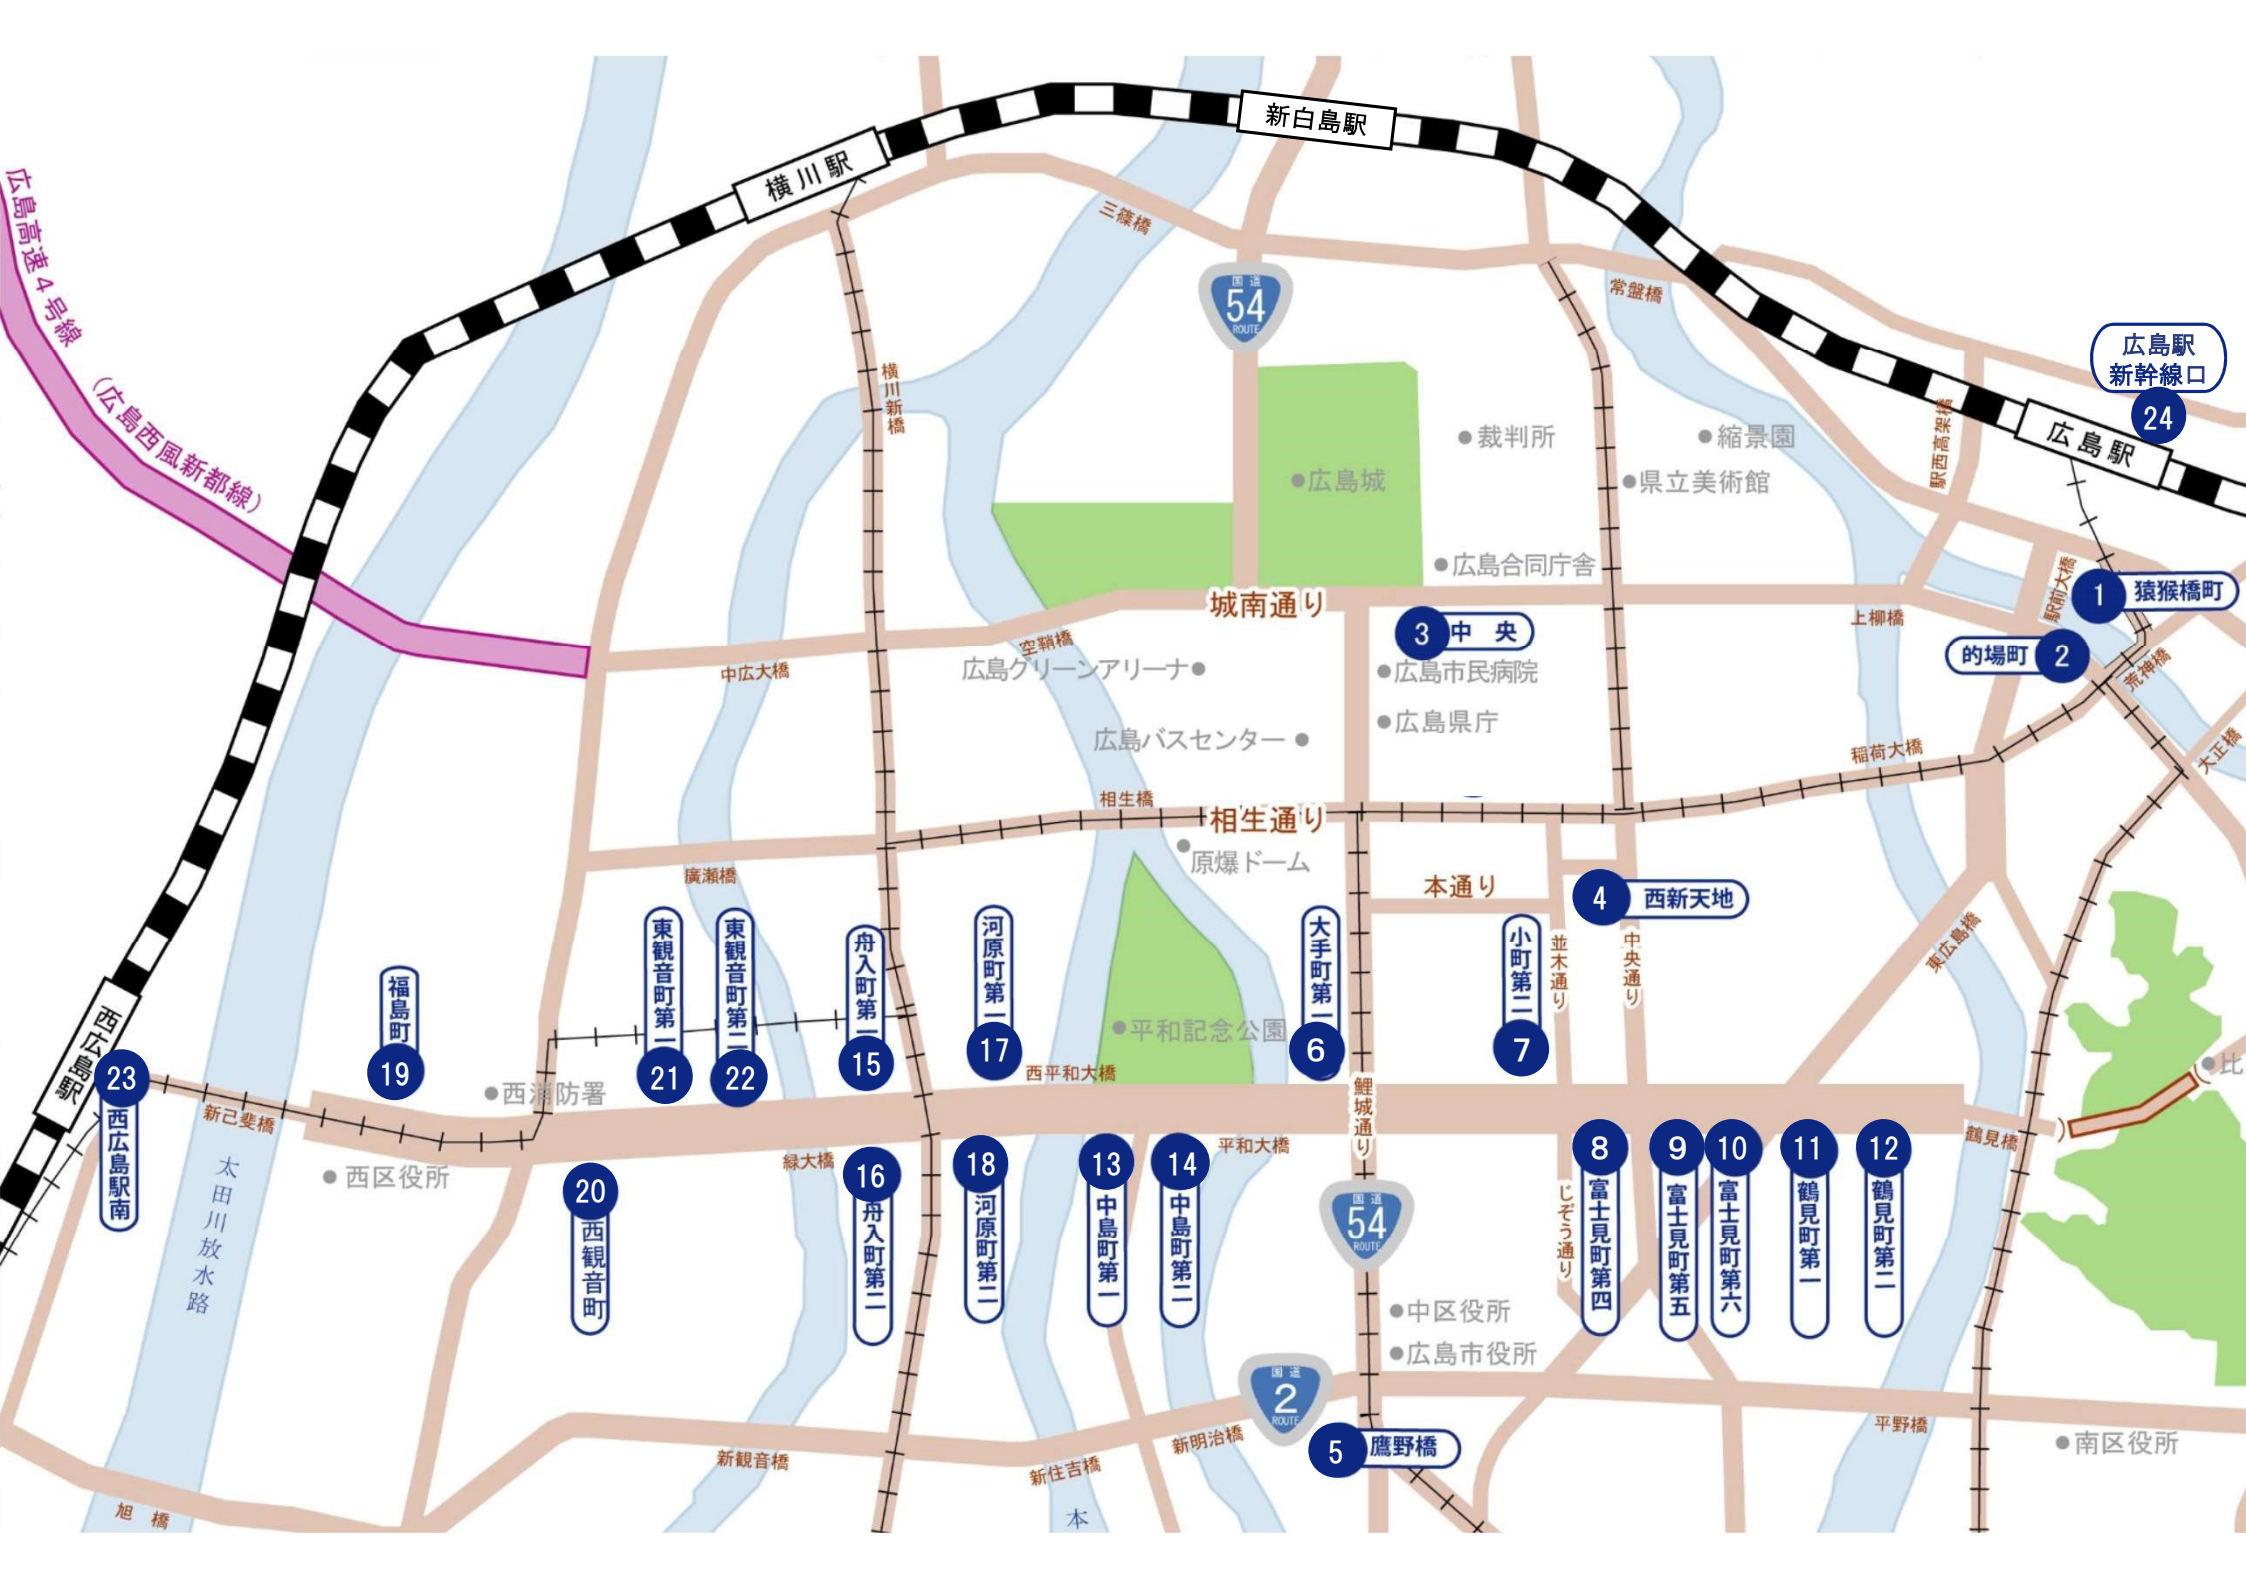 新白島駅
横川駅
広島高速4号線
(広島西風新都線)
三篠橋
国道
54
ROUTE
常盤橋
広島駅
新幹線口
24
広島駅
駅西高架橋
横川新橋
裁判所
縮景園
広島城
県立美術館
広島合同庁舎
駅前大橋
1
猿猴橋町
城南通り
上柳橋
3
中 央
的場町
2
荒神橋
空鞘橋
中広大橋
広島クリーンアリーナ
広島市民病院
広島県庁
広島バスセンター
稲荷大橋
大正橋
相生橋
相生通り
原爆ドーム
廣瀬橋
本通り
4
西新天地
並木通り
中央通り
東広島橋
東観音町第一
21
東観音町第二
22
舟入町第一
15
河原町第一
17
大手町第一
6
小町第二
7
福島町
19
平和記念公園
西平和大橋
西広島駅
23
西広島駅南
新己斐橋
西消防署
鯉城通り
比
鶴見橋
平和大橋
緑大橋
西区役所
太田川放水路
20
西観音町
16
舟入町第二
18
河原町第二
13
中島町第一
14
中島町第二
国道
54
ROUTE
じぞう通り
8
富士見町第四
9
富士見町第五
10
富士見町第六
11
鶴見町第一
12
鶴見町第二
中区役所
広島市役所
国道
2
ROUTE
5
鷹野橋
平野橋
南区役所
新明治橋
新住吉橋
新観音橋
旭 橋
本